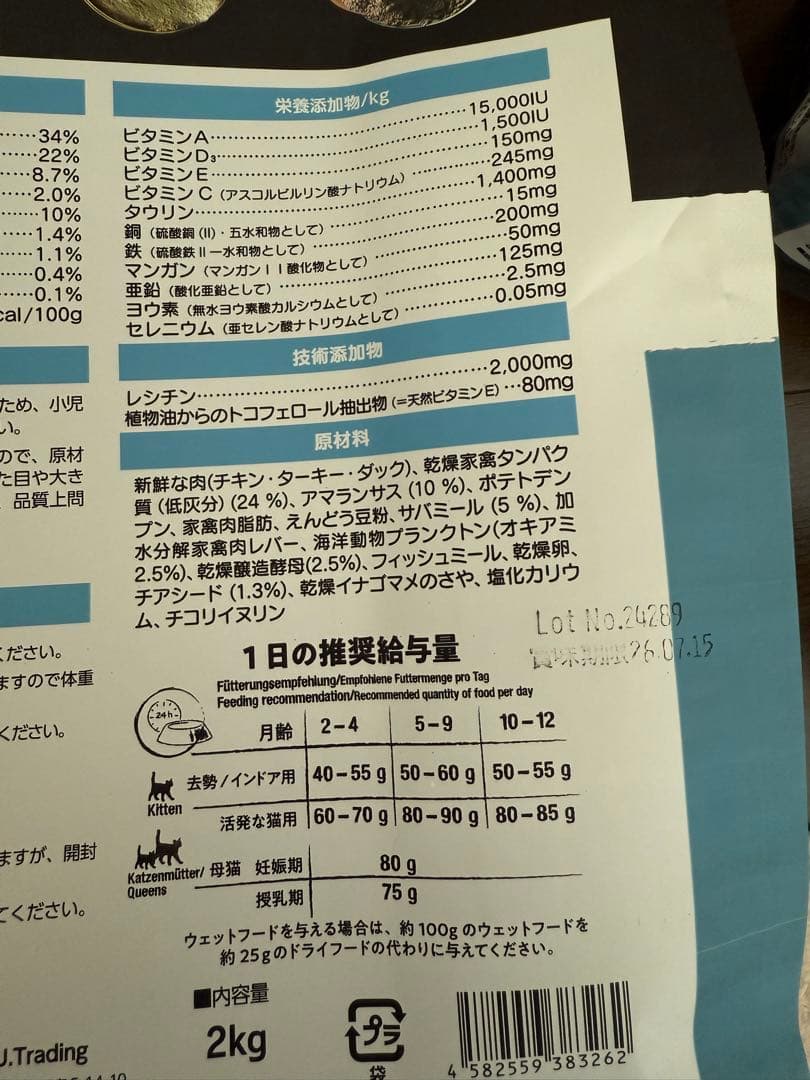 栄養添加物/kg
ビタミンA……15,000IU
ビタミンD₃……1,500IU
ビタミンE……150mg
ビタミンC（アスコルビルリン酸ナトリウム）……245mg
タウリン……1,400mg
銅（硫酸銅(II)・五水和物として）……15mg
鉄（硫酸鉄II一水和物として）……200mg
マンガン（マンガンII酸化物として）……50mg
亜鉛（酸化亜鉛として）……125mg
ヨウ素（無水ヨウ素酸カルシウムとして）……2.5mg
セレニウム（亜セレン酸ナトリウムとして）……0.05mg
……34%
……22%
……8.7%
……2.0%
……10%
……1.4%
……1.1%
……0.4%
……0.1%
cal/100g
技術添加物
レシチン……2,000mg
植物油からのトコフェロール抽出物（=天然ビタミンE）…80mg
ため、小児
い。
ので、原材
た目や大き
品質上問
原材料
新鮮な肉(チキン・ターキー・ダック)、乾燥家禽タンパク
質（低灰分）(24 %)、アマランサス (10 %)、ポテトデン
プン、家禽肉脂肪、えんどう豆粉、サバミール (5 %)、加
水分解家禽肉レバー、海洋動物プランクトン(オキアミ
2.5%)、乾燥醸造酵母(2.5%)、フィッシュミール、乾燥卵、
チアシード (1.3%)、乾燥イナゴマメのさや、塩化カリウ
ム、チコリイヌリン
Lot No.24289
賞味期限26.07.15
ください。
ますので体重
ください。
ますが、開封
てください。
1日の推奨給与量
Fütterungsempfehlung/Empfohlene Futtermenge pro Tag
Feeding recommendation/Recommended quantity of food per day
24h
月齢 2–4 5–9 10–12
去勢/インドア用 40–55 g 50–60 g 50–55 g
Kitten
活発な猫用 60–70 g 80–90 g 80–85 g
Katzenmütter/ 母猫 妊娠期 80 g
Queens
授乳期 75 g
ウェットフードを与える場合は、約100gのウェットフードを
約25gのドライフードの代わりに与えてください。
■内容量
2kg
プラ
袋
J.Trading
4 582559 383262